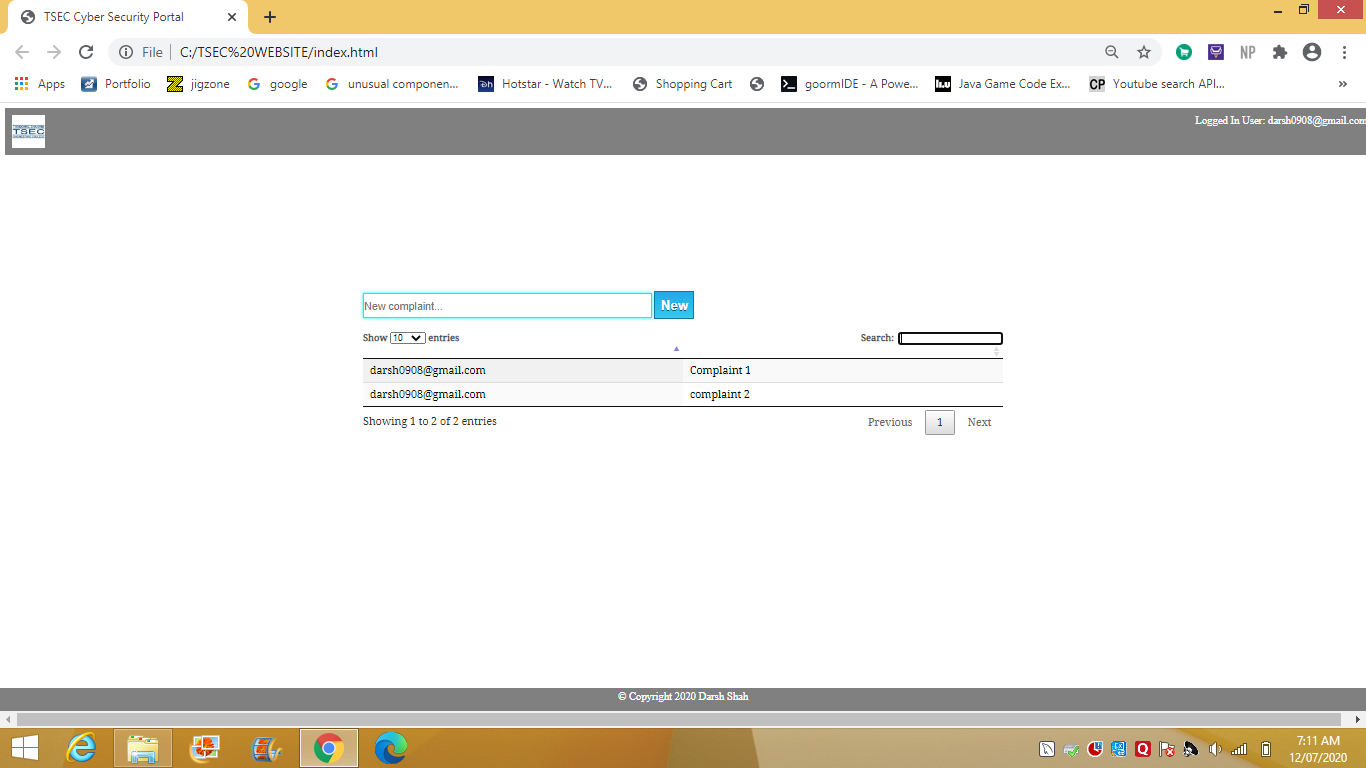 TSEC Cyber Security Portal
File C:/TSEC%20WEBSITE/index.html
NP
Apps Portfolio jigzone google unusual componen... Hotstar - Watch TV... Shopping Cart goormIDE - A Powe... Java Game Code Ex... CP Youtube search API... »
TSEC
Logged In User: darsh0908@gmail.com
New complaint... New
Show 10 entries Search:
darsh0908@gmail.com Complaint 1
darsh0908@gmail.com complaint 2
Showing 1 to 2 of 2 entries Previous 1 Next
© Copyright 2020 Darsh Shah
7:11 AM
12/07/2020